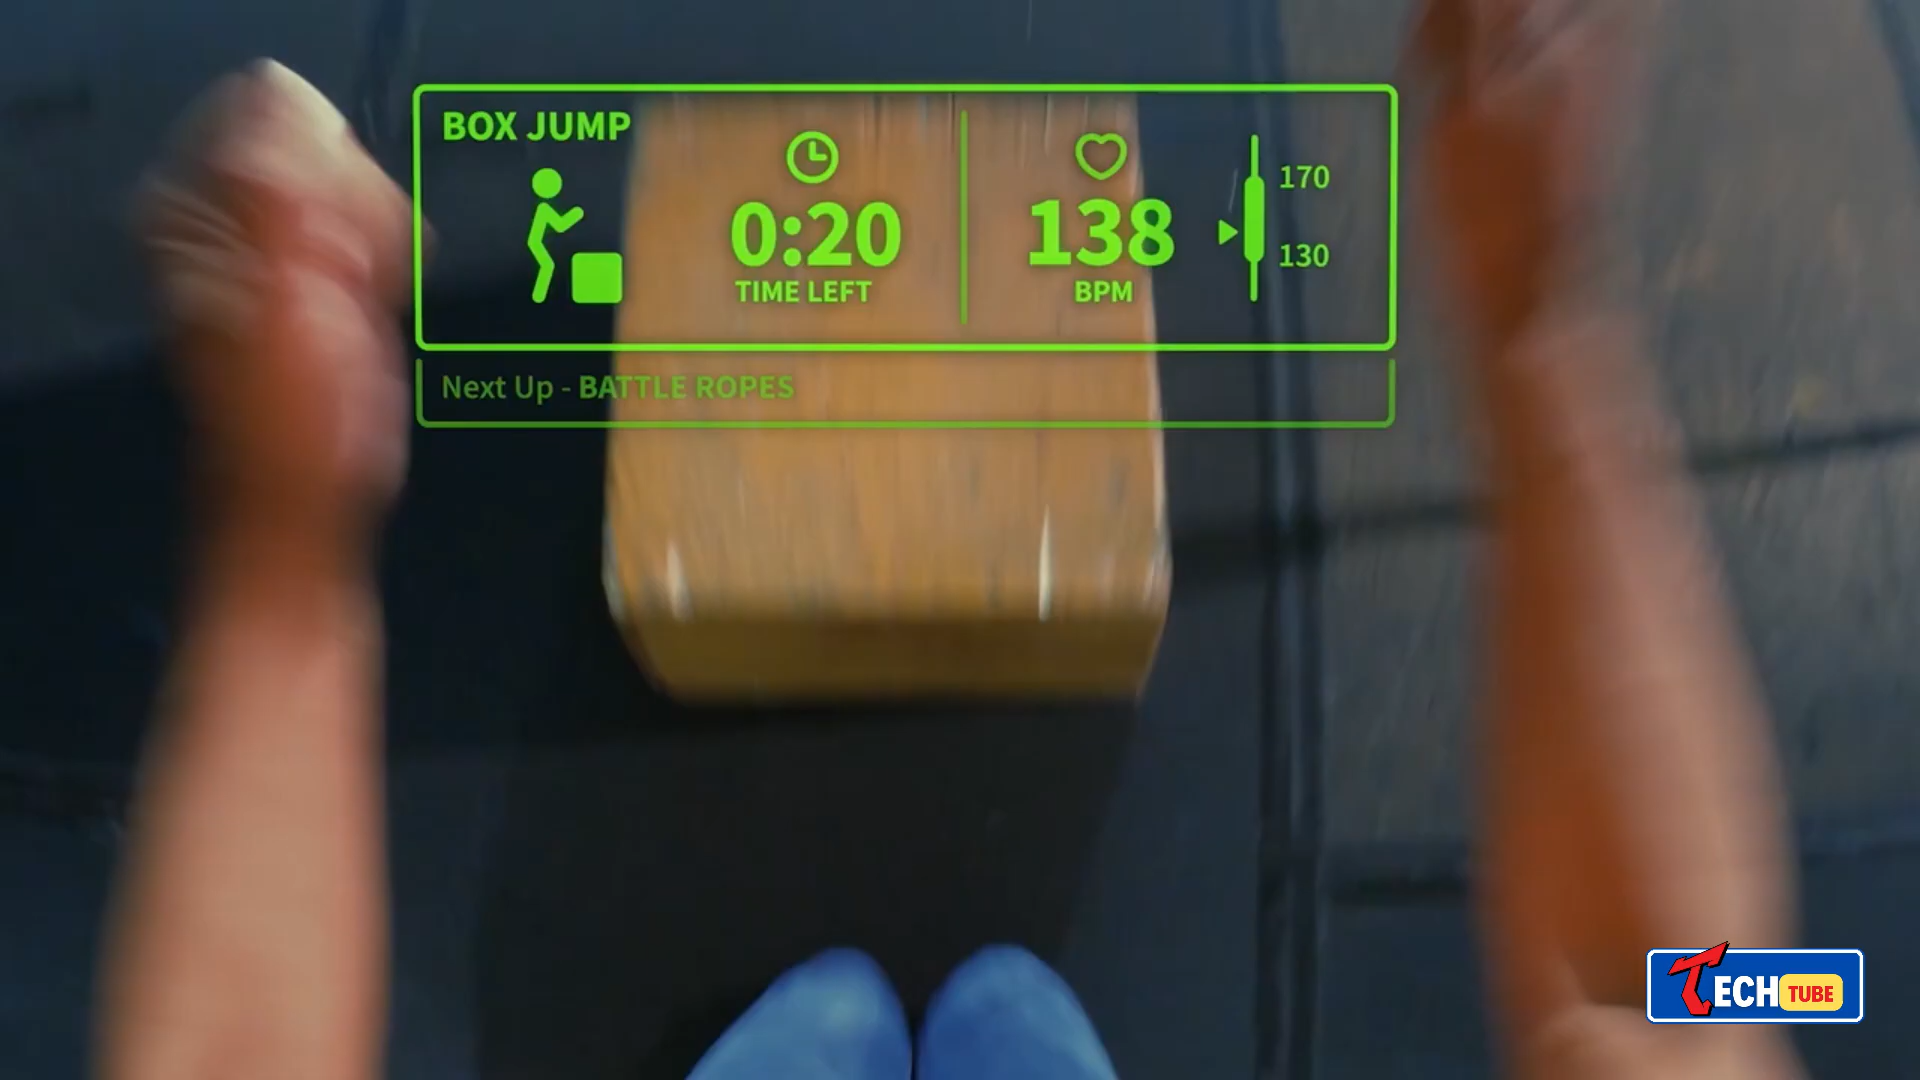 BOX JUMP
0:20
TIME LEFT
138
BPM
170
130
Next Up - BATTLE ROPES
TECH TUBE